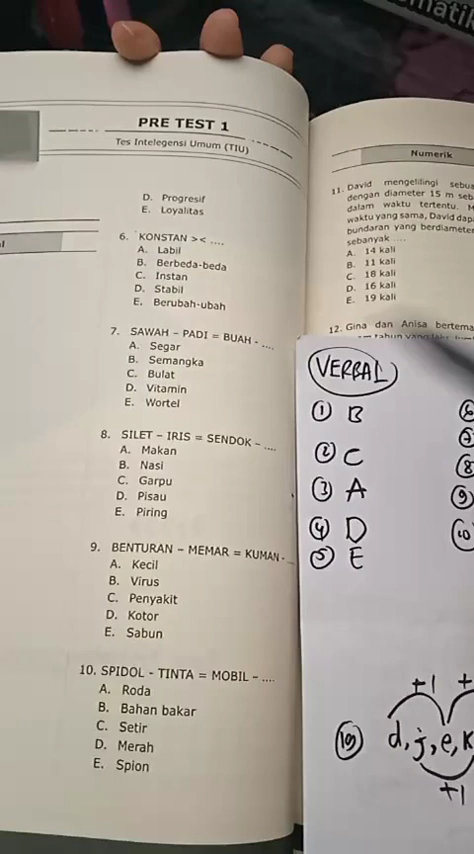 PRE TEST 1
Tes Intelegensi Umum (TIU)
D. Progresif
E. Loyalitas
6. KONSTAN >< ....
A. Labil
B. Berbeda-beda
C. Instan
D. Stabil
E. Berubah-ubah
7. SAWAH – PADI = BUAH - ....
A. Segar
B. Semangka
C. Bulat
D. Vitamin
E. Wortel
8. SILET – IRIS = SENDOK – ....
A. Makan
B. Nasi
C. Garpu
D. Pisau
E. Piring
9. BENTURAN – MEMAR = KUMAN -
A. Kecil
B. Virus
C. Penyakit
D. Kotor
E. Sabun
10. SPIDOL - TINTA = MOBIL – ....
A. Roda
B. Bahan bakar
C. Setir
D. Merah
E. Spion
Numerik
11. David mengelilingi
dengan diameter 15 m
dalam waktu tertentu.
waktu yang sama, David
bundaran yang berdiameter
sebanyak ....
A. 14 kali
B. 11 kali
C. 18 kali
D. 16 kali
E. 19 kali
12. Gina dan Anisa
VERBAL
1 B
2 C
3 A
4 D
5 E
8
9
10
10 d, j, e, k
+1 +
+1